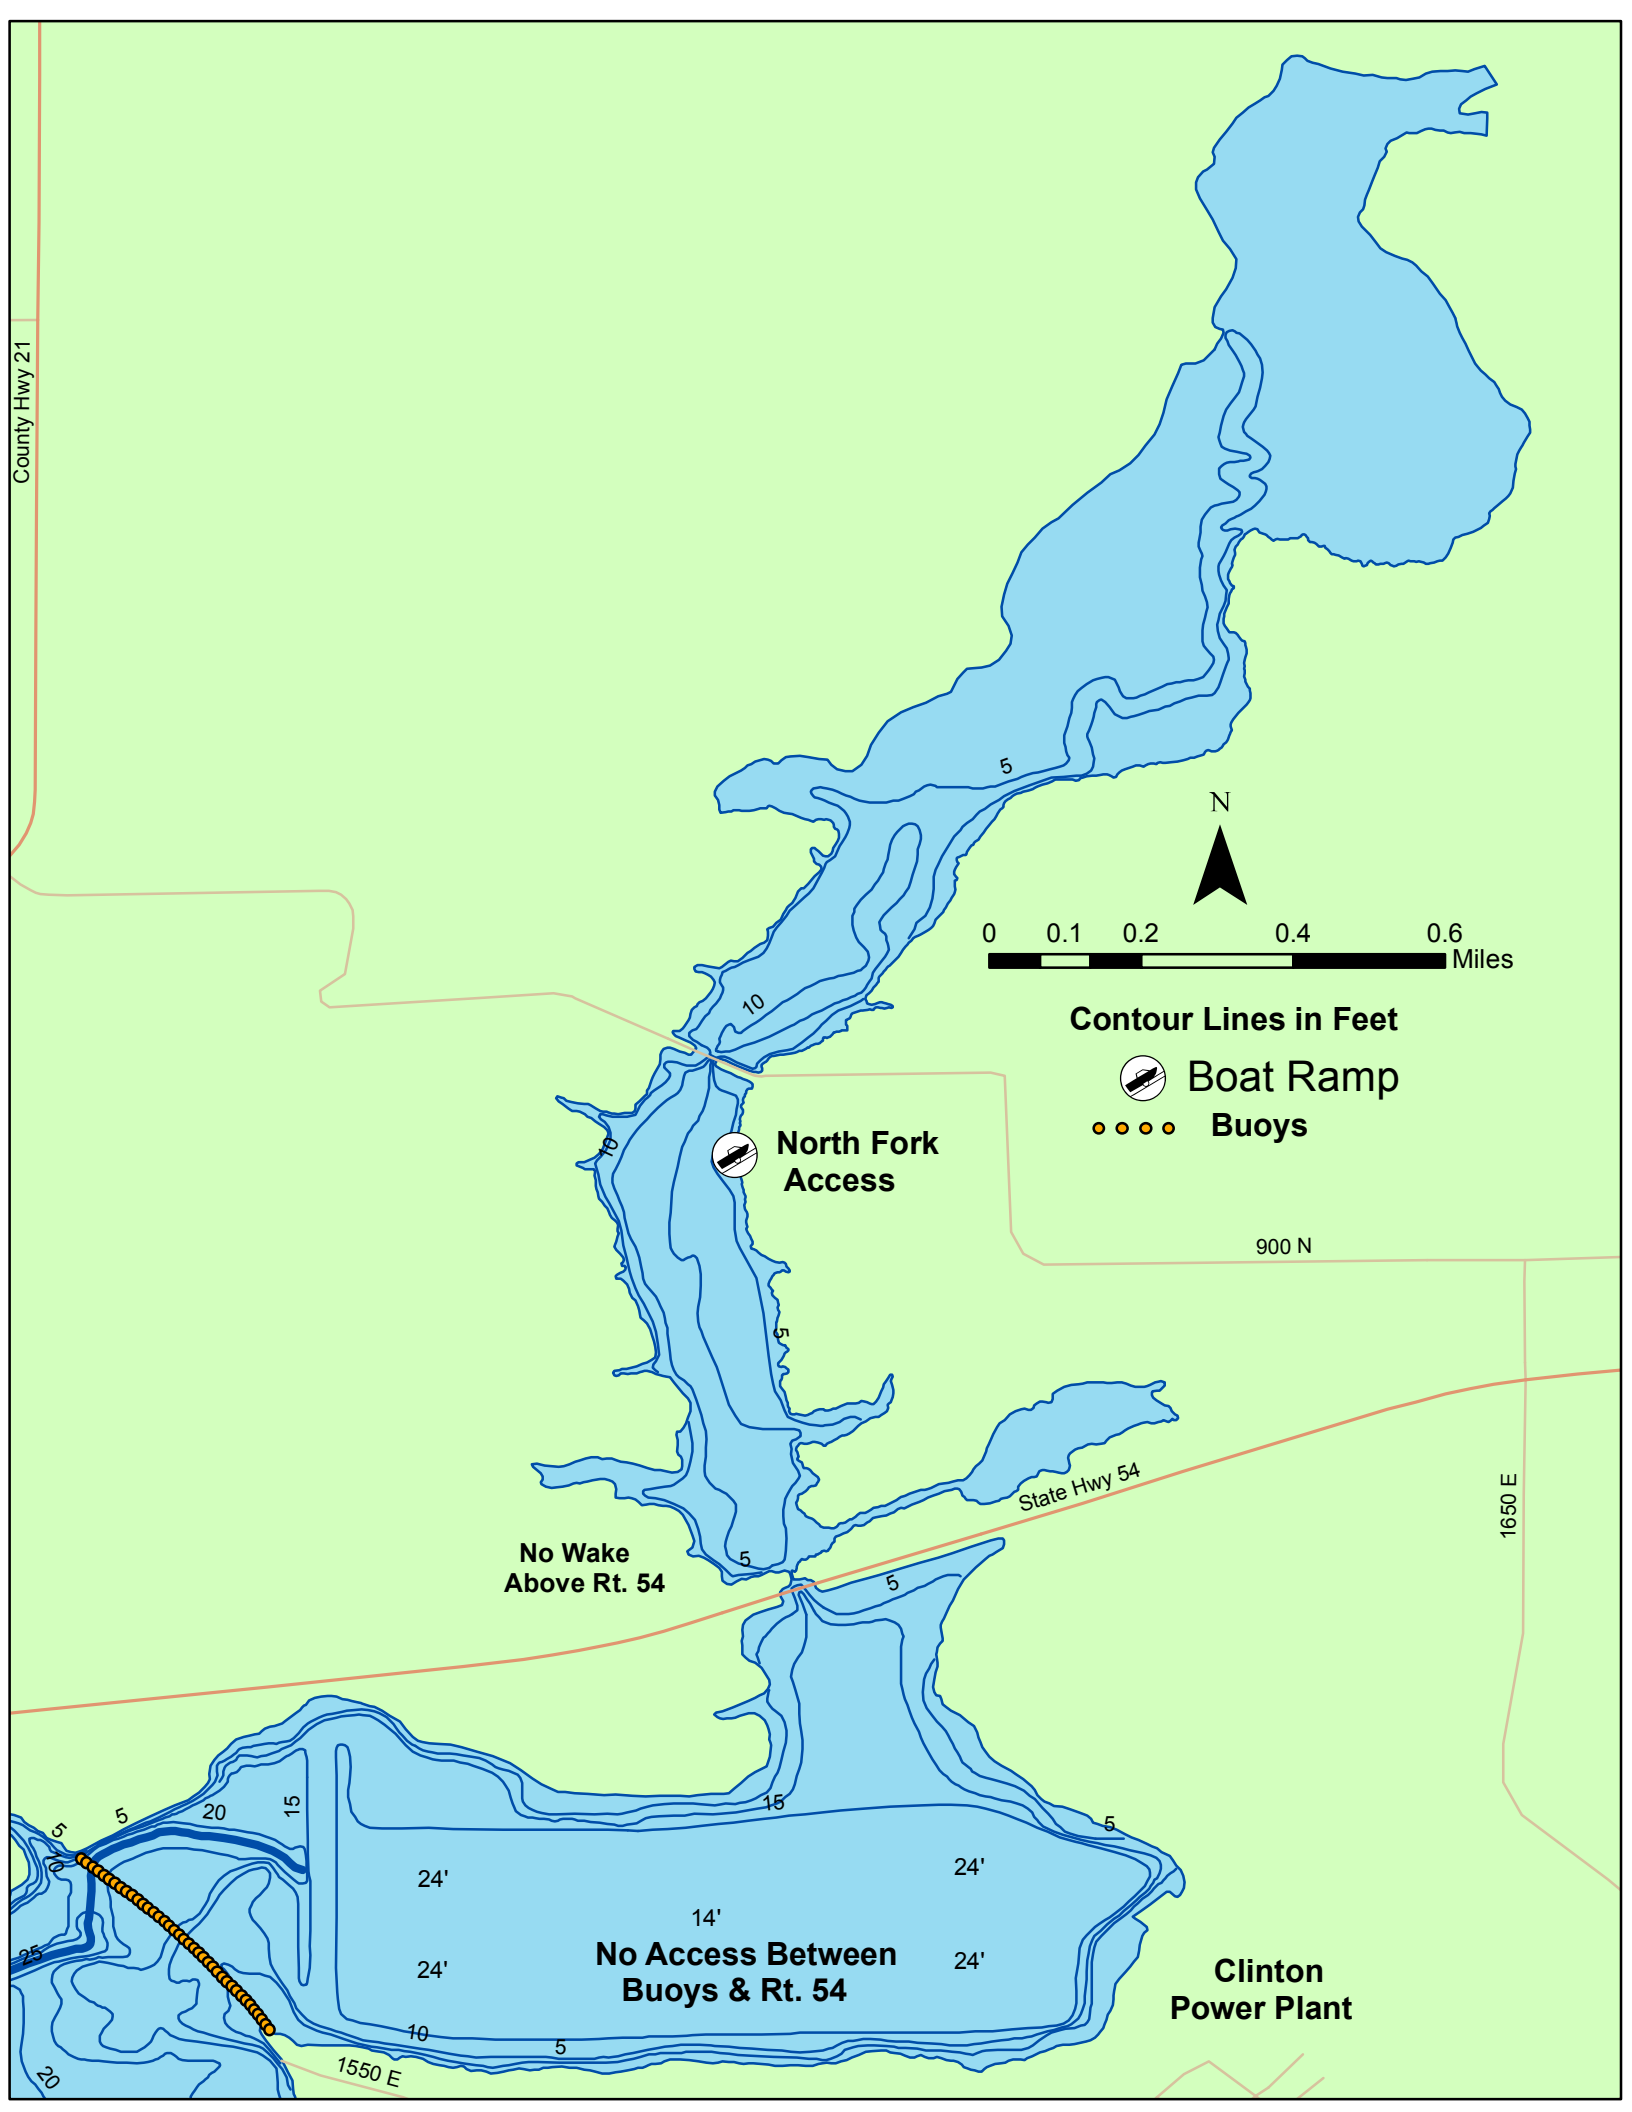 County Hwy 21
5
N
0 0.1 0.2 0.4 0.6
Miles
10
Contour Lines in Feet
Boat Ramp
Buoys
10
North Fork
Access
900 N
5
State Hwy 54
1650 E
No Wake
Above Rt. 54
5
5
15
15
20
5
5
10
5
24'
24'
14'
No Access Between
Buoys & Rt. 54
24'
24'
25
Clinton
Power Plant
10
5
1550 E
20